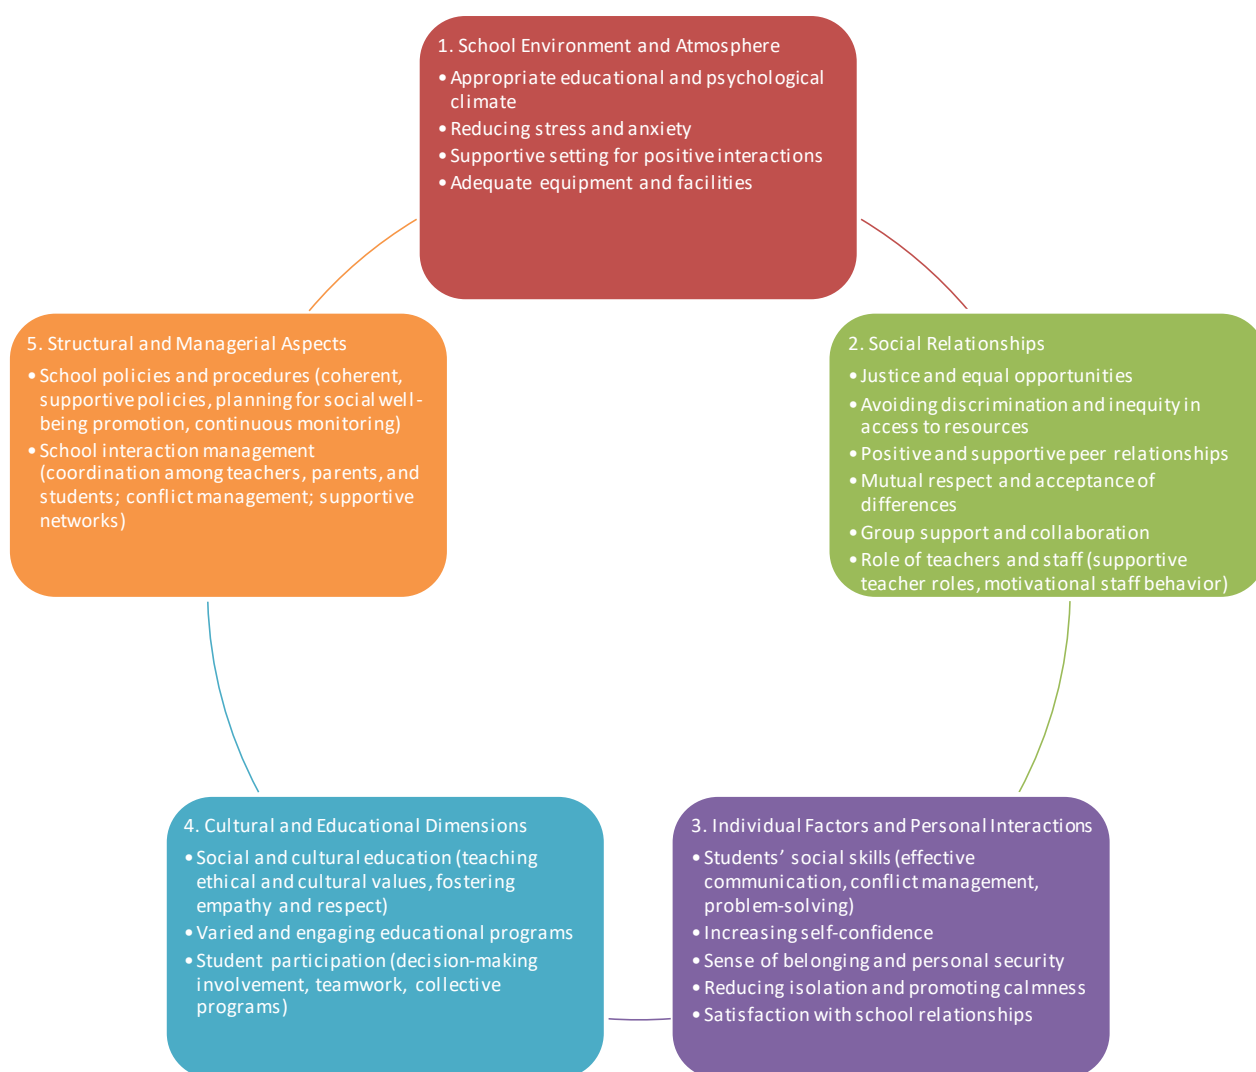 1. School Environment and Atmosphere
• Appropriate educational and psychological
climate
• Reducing stress and anxiety
• Supportive setting for positive interactions
• Adequate equipment and facilities
2. Social Relationships
• Justice and equal opportunities
• Avoiding discrimination and inequity in
access to resources
• Positive and supportive peer relationships
• Mutual respect and acceptance of
differences
• Group support and collaboration
• Role of teachers and staff (supportive
teacher roles, motivational staff behavior)
3. Individual Factors and Personal Interactions
• Students’ social skills (effective
communication, conflict management,
problem-solving)
• Increasing self-confidence
• Sense of belonging and personal security
• Reducing isolation and promoting calmness
• Satisfaction with school relationships
4. Cultural and Educational Dimensions
• Social and cultural education (teaching
ethical and cultural values, fostering
empathy and respect)
• Varied and engaging educational programs
• Student participation (decision-making
involvement, teamwork, collective
programs)
5. Structural and Managerial Aspects
• School policies and procedures (coherent,
supportive policies, planning for social well-
being promotion, continuous monitoring)
• School interaction management
(coordination among teachers, parents, and
students; conflict management; supportive
networks)